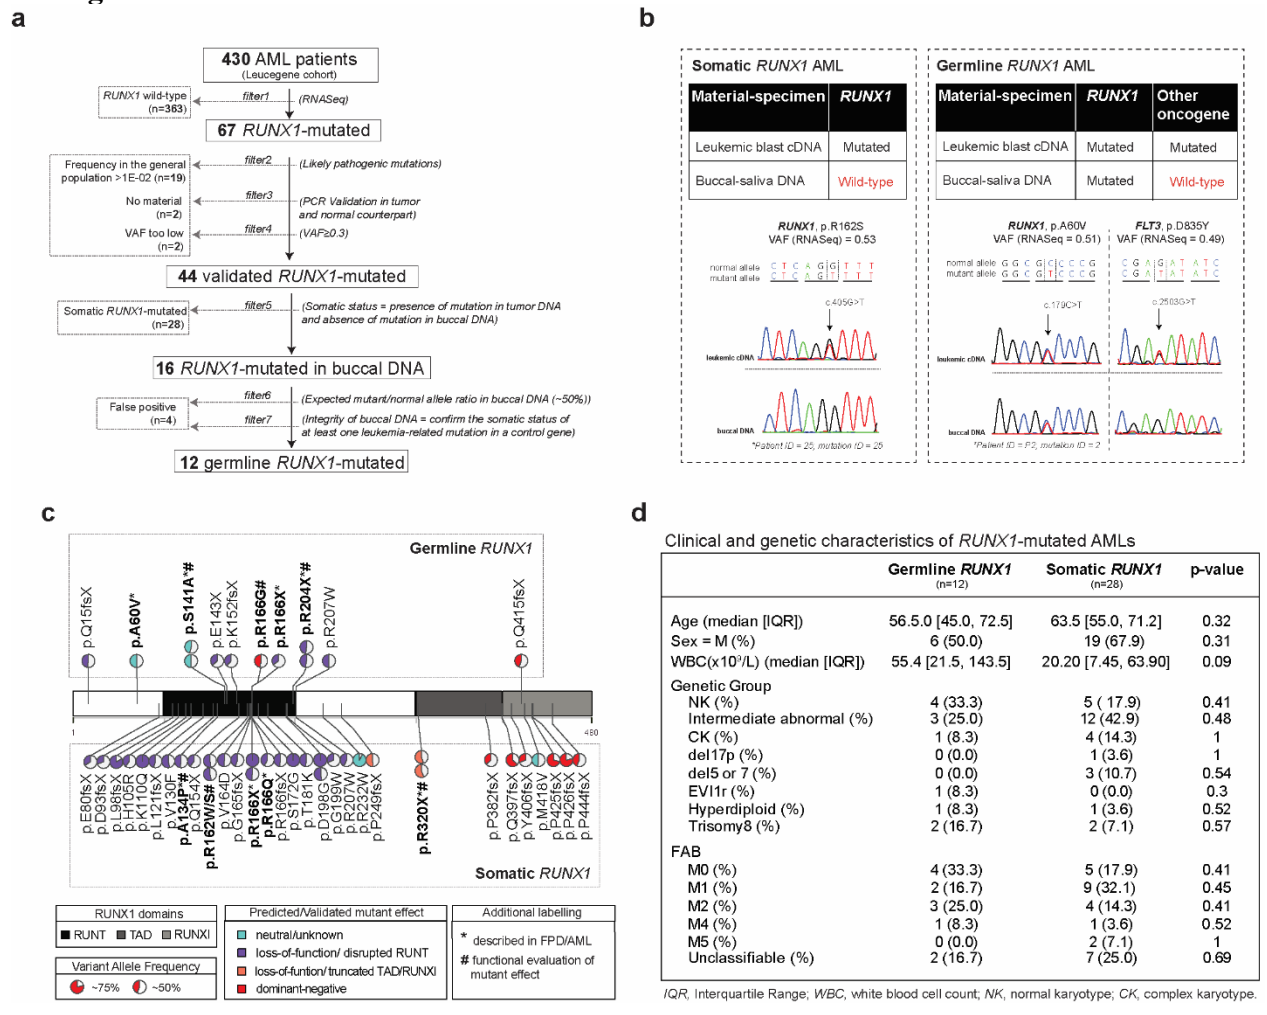 a
430 AML patients
(Leucegene cohort)
RUNX1 wild-type
(n=363)
filter1
(RNASeq)
67 RUNX1-mutated
Frequency in the general
population >1E-02 (n=19)
filter2
(Likely pathogenic mutations)
No material
(n=2)
filter3
(PCR Validation in tumor
and normal counterpart)
VAF too low
(n=2)
filter4
(VAF≥0.3)
44 validated RUNX1-mutated
Somatic RUNX1-mutated
(n=28)
filter5
(Somatic status = presence of mutation in tumor DNA
and absence of mutation in buccal DNA)
16 RUNX1-mutated in buccal DNA
False positive
(n=4)
filter6
(Expected mutant/normal allele ratio in buccal DNA (~50%))
filter7
(Integrity of buccal DNA = confirm the somatic status of
at least one leukemia-related mutation in a control gene)
12 germline RUNX1-mutated
b
Somatic RUNX1 AML
Material-specimen RUNX1
Leukemic blast cDNA Mutated
Buccal-saliva DNA Wild-type
RUNX1, p.R162S
VAF (RNASeq) = 0.53
normal allele C T C A G G T T T
mutant allele C T C A G T T T T
c.405G>T
leukemic cDNA
buccal DNA
*Patient ID = 25, mutation ID = 25
Germline RUNX1 AML
Material-specimen RUNX1 Other
oncogene
Leukemic blast cDNA Mutated Mutated
Buccal-saliva DNA Mutated Wild-type
RUNX1, p.A60V
VAF (RNASeq = 0.51)
FLT3, p.D835Y
VAF (RNASeq = 0.49)
normal allele G G C G C C C C G C G A G A T A T C
mutant allele G G C G T C C C G C G A T A T A T C
c.179C>T
c.2503G>T
leukemic cDNA
buccal DNA
*Patient ID = P2, mutation ID = 2
c
Germline RUNX1
p.Q15fsX
p.A60V*
p.S141A*#
p.E143X
p.K152fsX
p.R166G#
p.R166X*
p.R204X*#
p.R207W
p.Q415fsX
1
480
p.E80fsX
p.D93fsX
p.L98fsX
p.H105R
p.K110Q
p.L121fsX
p.V130F
p.A134P*#
p.Q154X
p.R162W/S#
p.V164D
p.G165fsX
p.R166X*
p.R166Q*
p.R166fsX
p.S172G
p.T181K
p.D198G
p.G199W
p.R207W
p.R232W
p.P249fsX
p.R320X*#
p.P382fsX
p.Q397fsX
p.Y406fsX
p.M418V
p.P425fsX
p.P426fsX
p.P444fsX
Somatic RUNX1
RUNX1 domains
RUNT TAD RUNXI
Variant Allele Frequency
~75% ~50%
Predicted/Validated mutant effect
neutral/unknown
loss-of-function/ disrupted RUNT
loss-of-funtion/ truncated TAD/RUNXI
dominant-negative
Additional labelling
* described in FPD/AML
# functional evaluation of
mutant effect
d
Clinical and genetic characteristics of RUNX1-mutated AMLs
Germline RUNX1 Somatic RUNX1 p-value
(n=12) (n=28)
Age (median [IQR]) 56.5.0 [45.0, 72.5] 63.5 [55.0, 71.2] 0.32
Sex = M (%) 6 (50.0) 19 (67.9) 0.31
WBC(x10⁹/L) (median [IQR]) 55.4 [21.5, 143.5] 20.20 [7.45, 63.90] 0.09
Genetic Group
NK (%) 4 (33.3) 5 ( 17.9) 0.41
Intermediate abnormal (%) 3 (25.0) 12 (42.9) 0.48
CK (%) 1 (8.3) 4 (14.3) 1
del17p (%) 0 (0.0) 1 (3.6) 1
del5 or 7 (%) 0 (0.0) 3 (10.7) 0.54
EVI1r (%) 1 (8.3) 0 (0.0) 0.3
Hyperdiploid (%) 1 (8.3) 1 (3.6) 0.52
Trisomy8 (%) 2 (16.7) 2 (7.1) 0.57
FAB
M0 (%) 4 (33.3) 5 (17.9) 0.41
M1 (%) 2 (16.7) 9 (32.1) 0.45
M2 (%) 3 (25.0) 4 (14.3) 0.41
M4 (%) 1 (8.3) 1 (3.6) 0.52
M5 (%) 0 (0.0) 2 (7.1) 1
Unclassifiable (%) 2 (16.7) 7 (25.0) 0.69
IQR, Interquartile Range; WBC, white blood cell count; NK, normal karyotype; CK, complex karyotype.